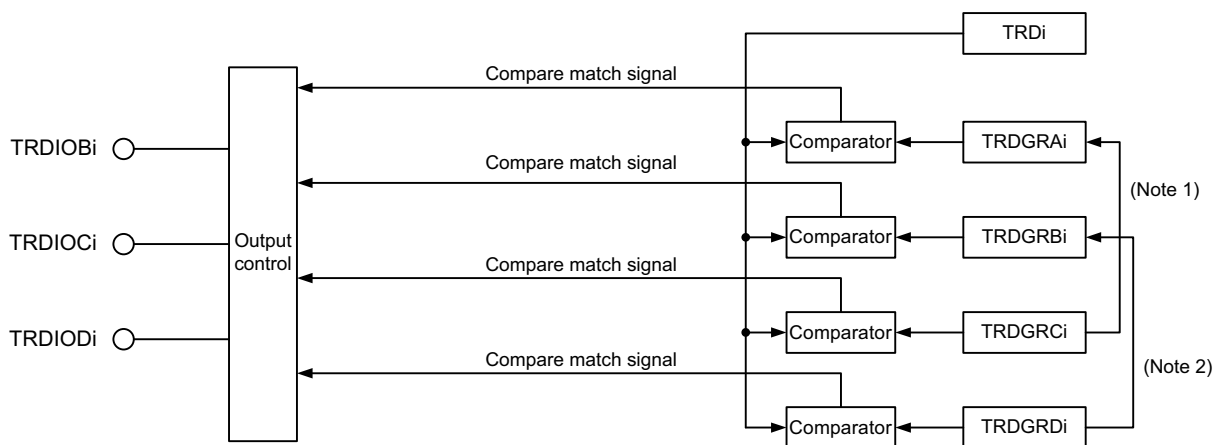 TRDi
Compare match signal
TRDIOBi
Comparator
TRDGRAi
Compare match signal
(Note 1)
TRDIOCi
Output
control
Comparator
TRDGRBi
Compare match signal
TRDIODi
Comparator
TRDGRCi
Compare match signal
(Note 2)
Comparator
TRDGRDi